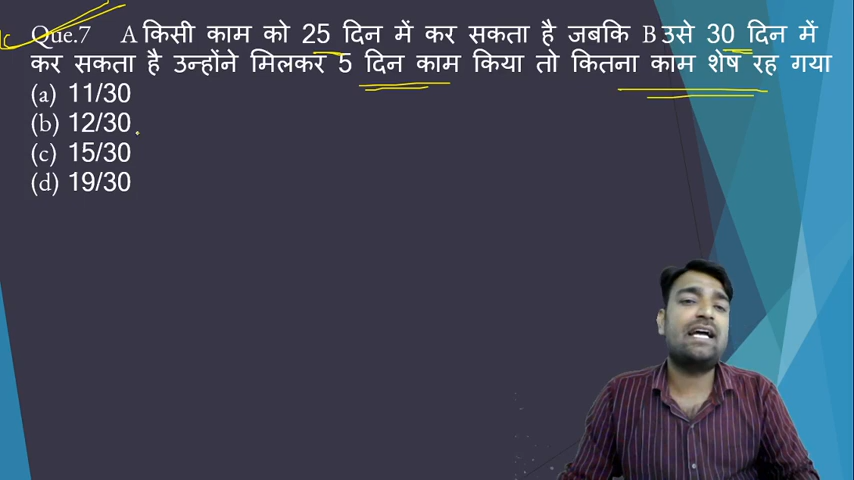 Que.7 A किसी काम को 25 दिन में कर सकता है जबकि B उसे 30 दिन में
कर सकता है उन्होंने मिलकर 5 दिन काम किया तो कितना काम शेष रह गया
(a) 11/30
(b) 12/30
(c) 15/30
(d) 19/30